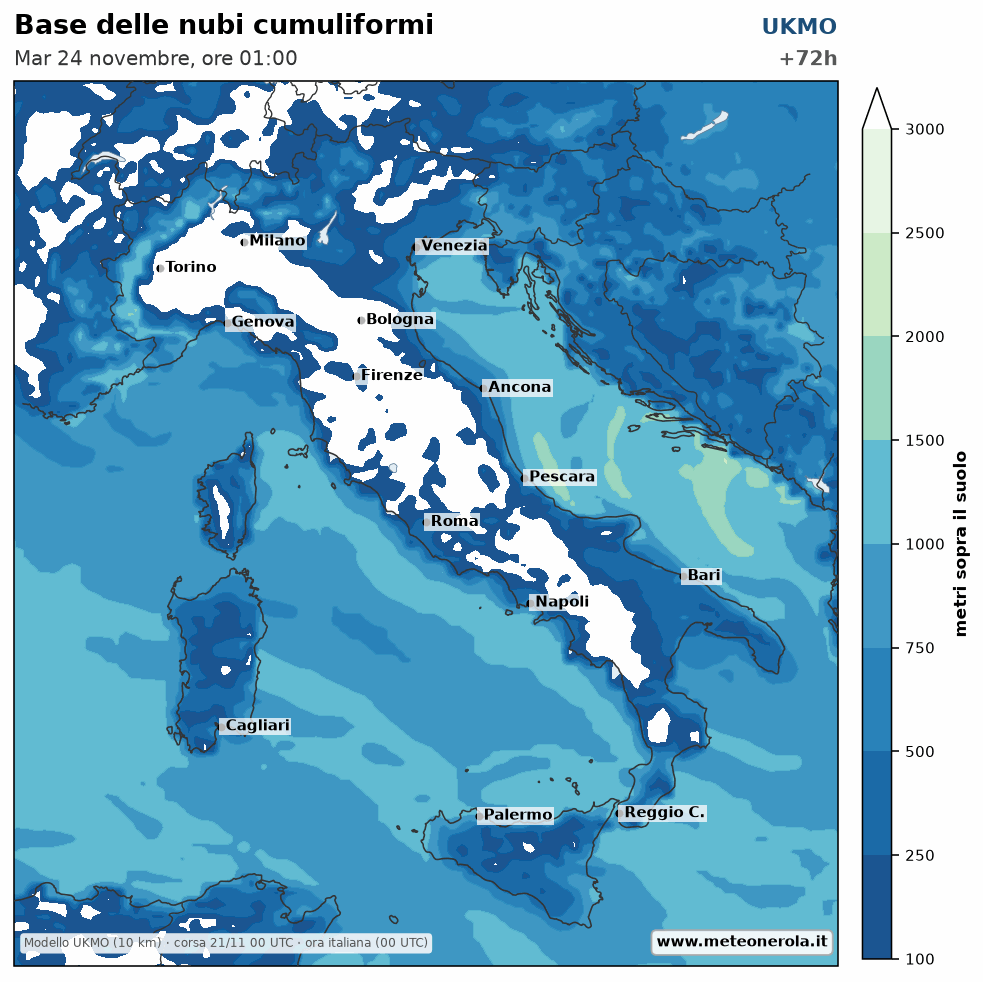 Base delle nubi cumuliformi
UKMO
Mar 24 novembre, ore 01:00
+72h
3000
2500
2000
1500
1000
750
500
250
100
metri sopra il suolo
Milano
Venezia
Torino
Genova
Bologna
Firenze
Ancona
Pescara
Roma
Bari
Napoli
Cagliari
Palermo
Reggio C.
Modello UKMO (10 km) · corsa 21/11 00 UTC · ora italiana (00 UTC)
www.meteonerola.it